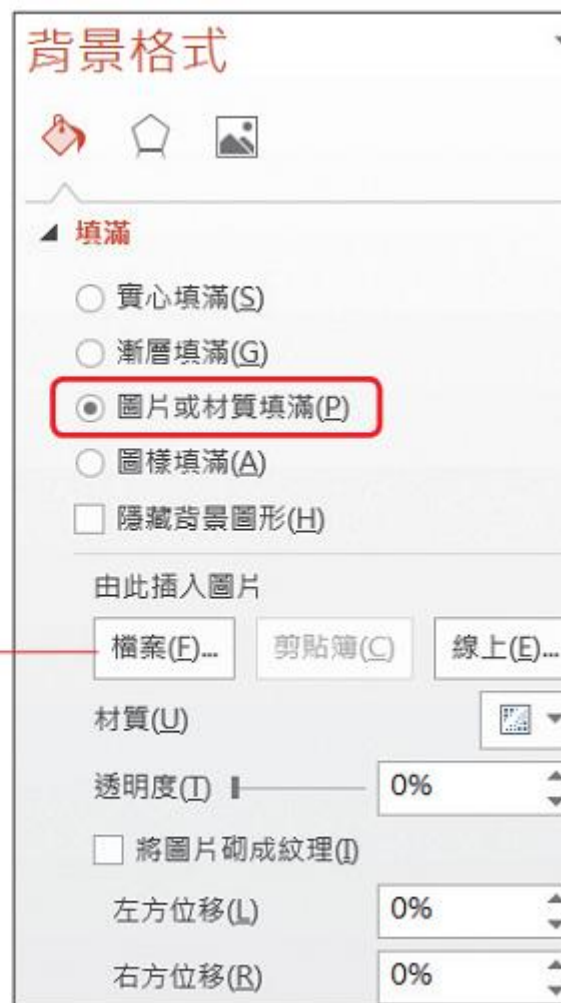 背景格式
填滿
實心填滿(S)
漸層填滿(G)
圖片或材質填滿(P)
圖樣填滿(A)
隱藏背景圖形(H)
由此插入圖片
檔案(F)... 剪貼簿(C) 線上(E)...
材質(U)
透明度(T) 0%
將圖片砌成紋理(I)
左方位移(L) 0%
右方位移(R) 0%